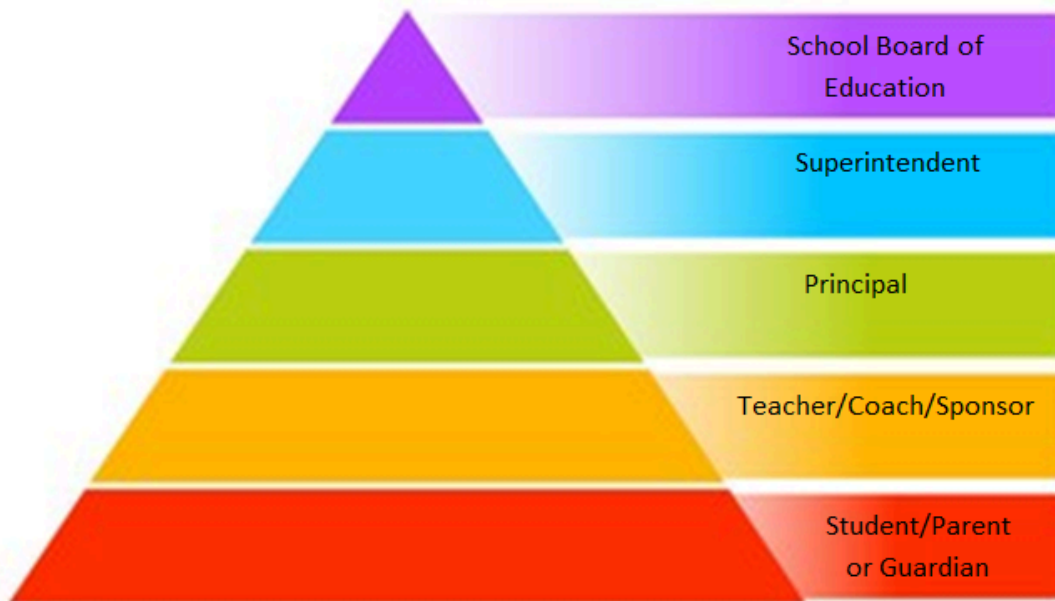 School Board of
Education
Superintendent
Principal
Teacher/Coach/Sponsor
Student/Parent
or Guardian